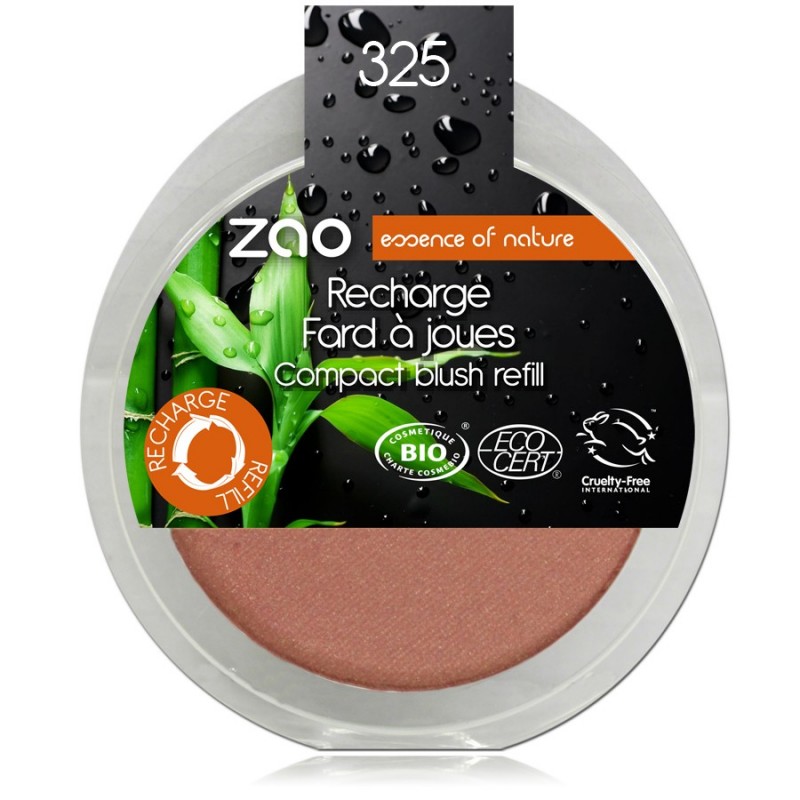 325
zao essence of nature
Recharge
Fard à joues
Compact blush refill
RECHARGE
REFILL
COSMETIQUE
BIO
CHARTE COSMEBIO
®
ECO
CERT
®
™
Cruelty-Free
INTERNATIONAL